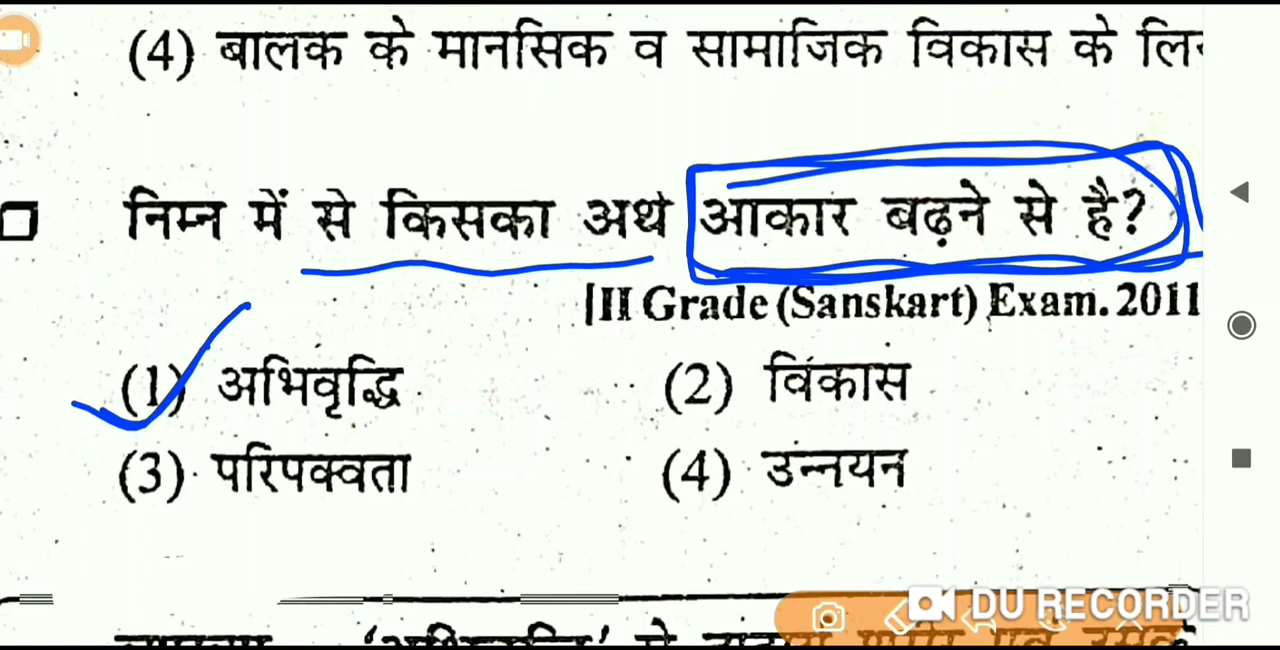 (4) बालक के मानसिक व सामाजिक विकास के
निम्न में से किसका अर्थ आकार बढ़ने से है?
[II Grade (Sanskart) Exam. 2011
(1) अभिवृद्धि (2) विकास
(3) परिपक्वता (4) उन्नयन
DU RECORDER